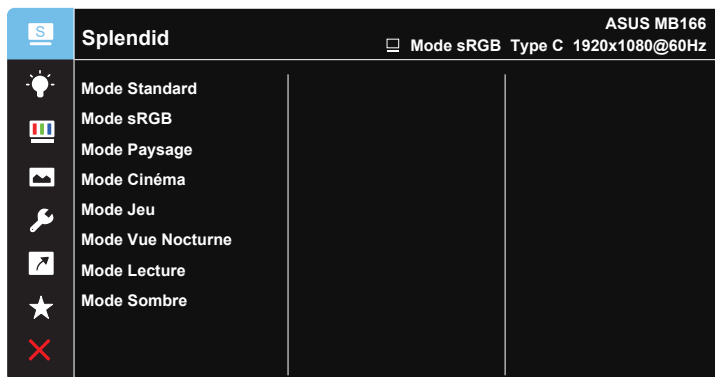 S
ASUS MB166
Splendid
Mode sRGB Type C 1920x1080@60Hz
Mode Standard
Mode sRGB
Mode Paysage
Mode Cinéma
Mode Jeu
Mode Vue Nocturne
Mode Lecture
Mode Sombre